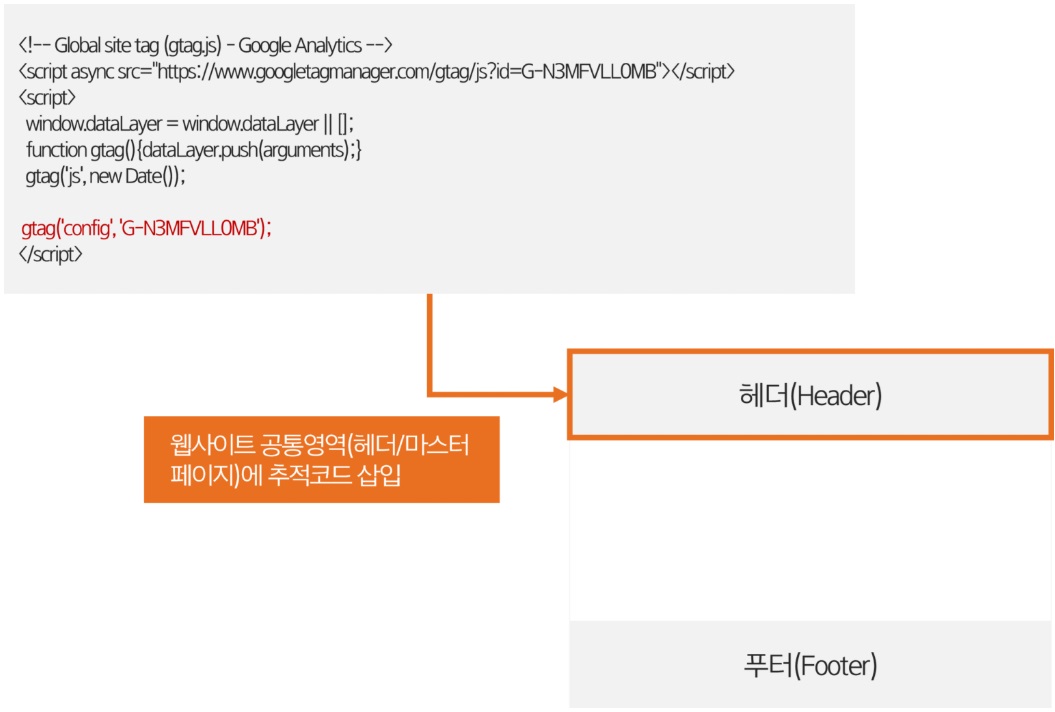 <!-- Global site tag (gtag.js) - Google Analytics -->
<script async src="https://www.googletagmanager.com/gtag/js?id=G-N3MFVLL0MB"></script>
<script>
window.dataLayer = window.dataLayer || [];
function gtag(){dataLayer.push(arguments);}
gtag('js', new Date());
gtag('config', 'G-N3MFVLL0MB');
</script>
헤더(Header)
웹사이트 공통영역(헤더/마스터
페이지)에 추적코드 삽입
푸터(Footer)